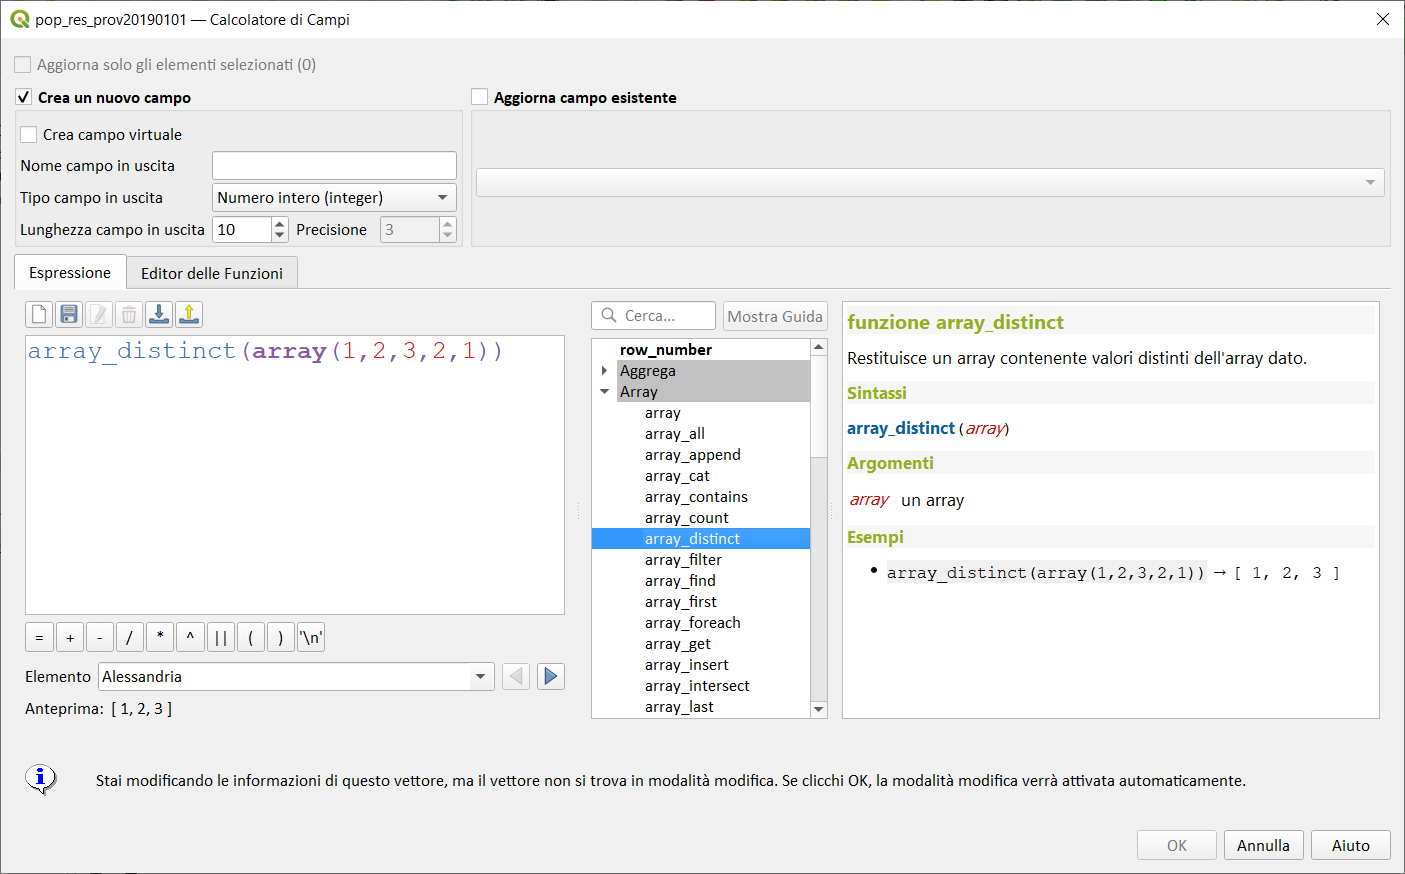 pop_res_prov20190101 — Calcolatore di Campi
Aggiorna solo gli elementi selezionati (0)
Crea un nuovo campo
Aggiorna campo esistente
Crea campo virtuale
Nome campo in uscita
Tipo campo in uscita
Numero intero (integer)
Lunghezza campo in uscita
10
Precisione
3
Espressione
Editor delle Funzioni
array_distinct(array(1,2,3,2,1))
=
+
-
/
*
^
||
(
)
'\n'
Elemento
Alessandria
Anteprima: [ 1, 2, 3 ]
Cerca...
Mostra Guida
row_number
Aggrega
Array
array
array_all
array_append
array_cat
array_contains
array_count
array_distinct
array_filter
array_find
array_first
array_foreach
array_get
array_insert
array_intersect
array_last
funzione array_distinct
Restituisce un array contenente valori distinti dell'array dato.
Sintassi
array_distinct(array)
Argomenti
array un array
Esempi
• array_distinct(array(1,2,3,2,1)) → [ 1, 2, 3 ]
Stai modificando le informazioni di questo vettore, ma il vettore non si trova in modalità modifica. Se clicchi OK, la modalità modifica verrà attivata automaticamente.
OK
Annulla
Aiuto